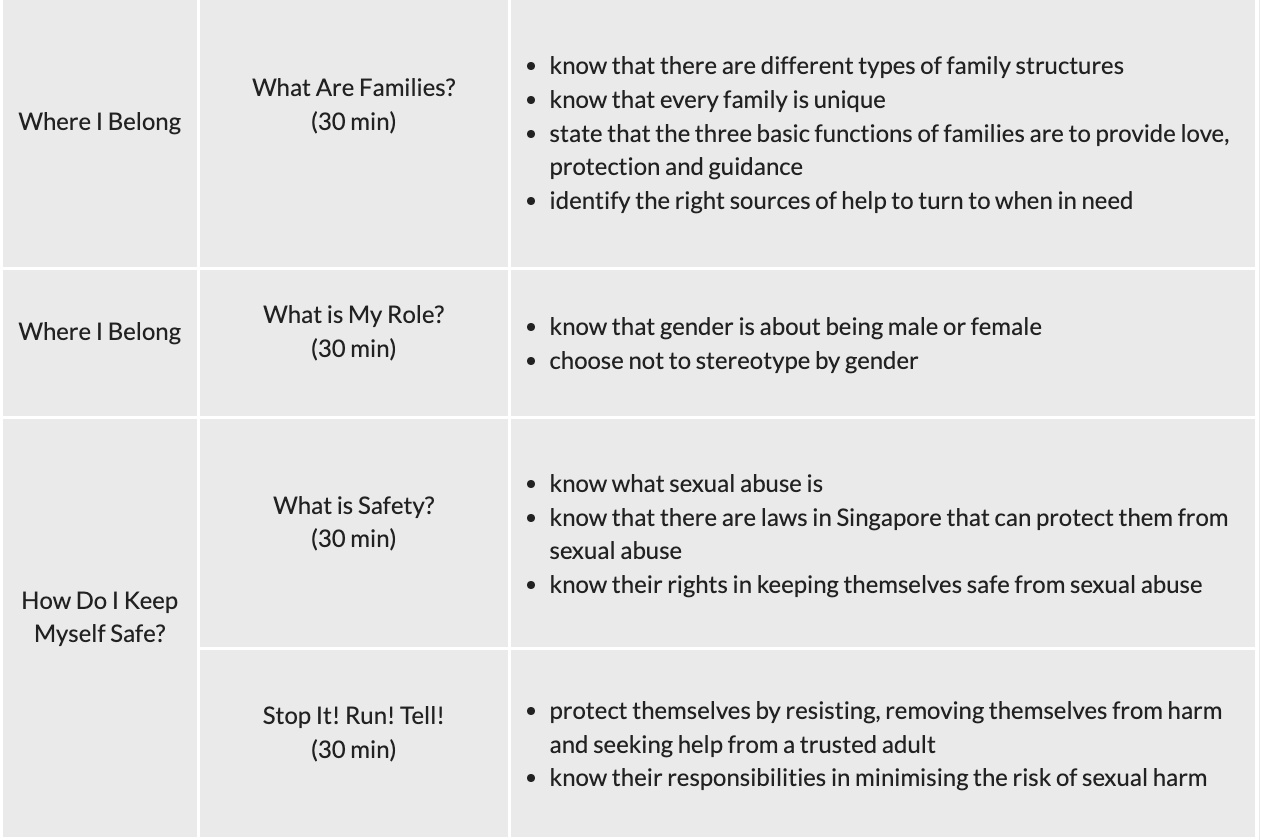 Where I Belong
What Are Families?
(30 min)
• know that there are different types of family structures
• know that every family is unique
• state that the three basic functions of families are to provide love,
protection and guidance
• identify the right sources of help to turn to when in need
Where I Belong
What is My Role?
(30 min)
• know that gender is about being male or female
• choose not to stereotype by gender
How Do I Keep
Myself Safe?
What is Safety?
(30 min)
• know what sexual abuse is
• know that there are laws in Singapore that can protect them from
sexual abuse
• know their rights in keeping themselves safe from sexual abuse
Stop It! Run! Tell!
(30 min)
• protect themselves by resisting, removing themselves from harm
and seeking help from a trusted adult
• know their responsibilities in minimising the risk of sexual harm